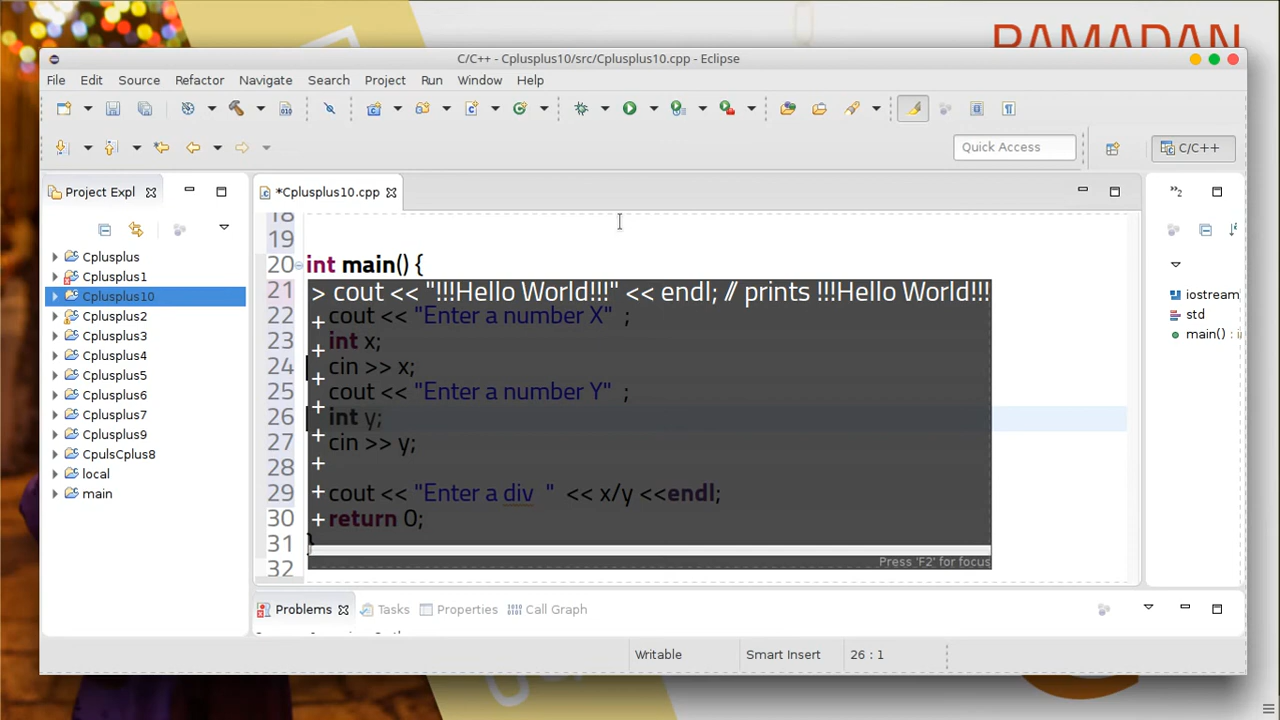 RAMADAN
C/C++ - Cplusplus10/src/Cplusplus10.cpp - Eclipse
File Edit Source Refactor Navigate Search Project Run Window Help
Quick Access
C/C++
Project Expl
*Cplusplus10.cpp
Cplusplus
Cplusplus1
Cplusplus10
Cplusplus2
Cplusplus3
Cplusplus4
Cplusplus5
Cplusplus6
Cplusplus7
Cplusplus9
CpulsCplus8
local
main
18
19
20 int main() {
21 > cout << "!!!Hello World!!!" << endl; // prints !!!Hello World!!!
22 + cout << "Enter a number X" ;
23 + int x;
24 + cin >> x;
25 + cout << "Enter a number Y" ;
26 + int y;
27 + cin >> y;
28 +
29 + cout << "Enter a div " << x/y <<endl;
30 + return 0;
31 }
32
Press 'F2' for focus
iostream
std
main() :
Problems Tasks Properties Call Graph
Writable Smart Insert 26 : 1